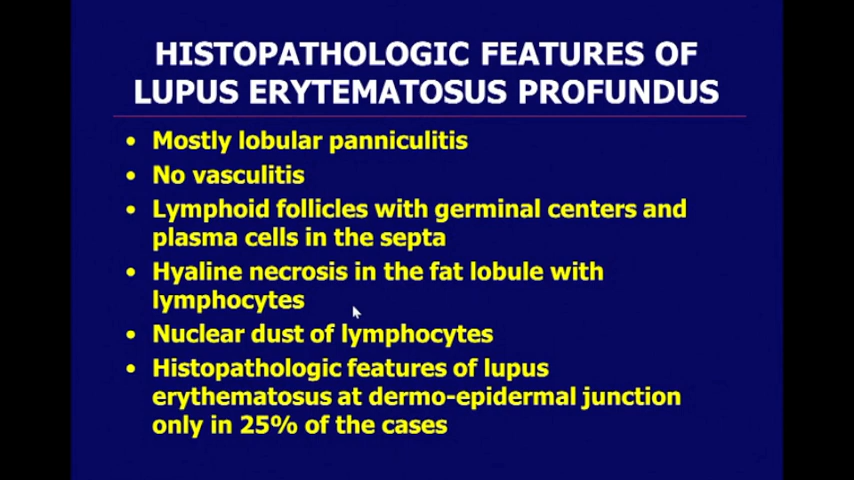 HISTOPATHOLOGIC FEATURES OF
LUPUS ERYTEMATOSUS PROFUNDUS
• Mostly lobular panniculitis
• No vasculitis
• Lymphoid follicles with germinal centers and
plasma cells in the septa
• Hyaline necrosis in the fat lobule with
lymphocytes
• Nuclear dust of lymphocytes
• Histopathologic features of lupus
erythematosus at dermo-epidermal junction
only in 25% of the cases